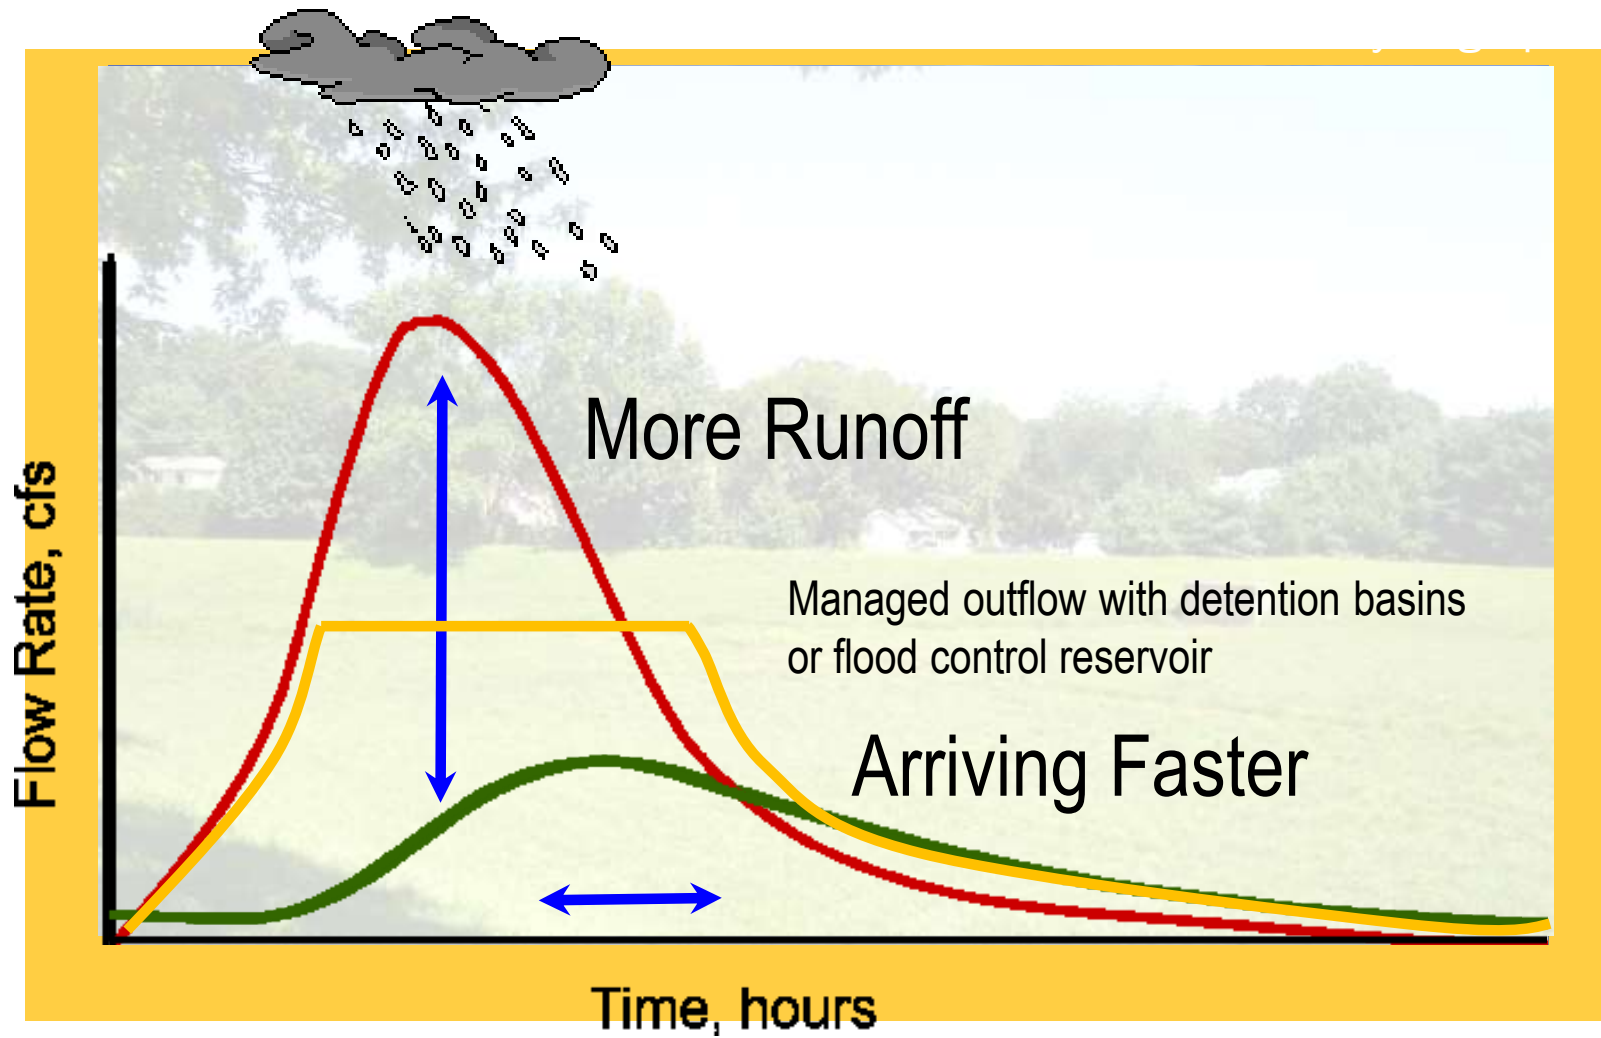 More Runoff
Flow Rate, cfs
Managed outflow with detention basins
or flood control reservoir
Arriving Faster
Time, hours